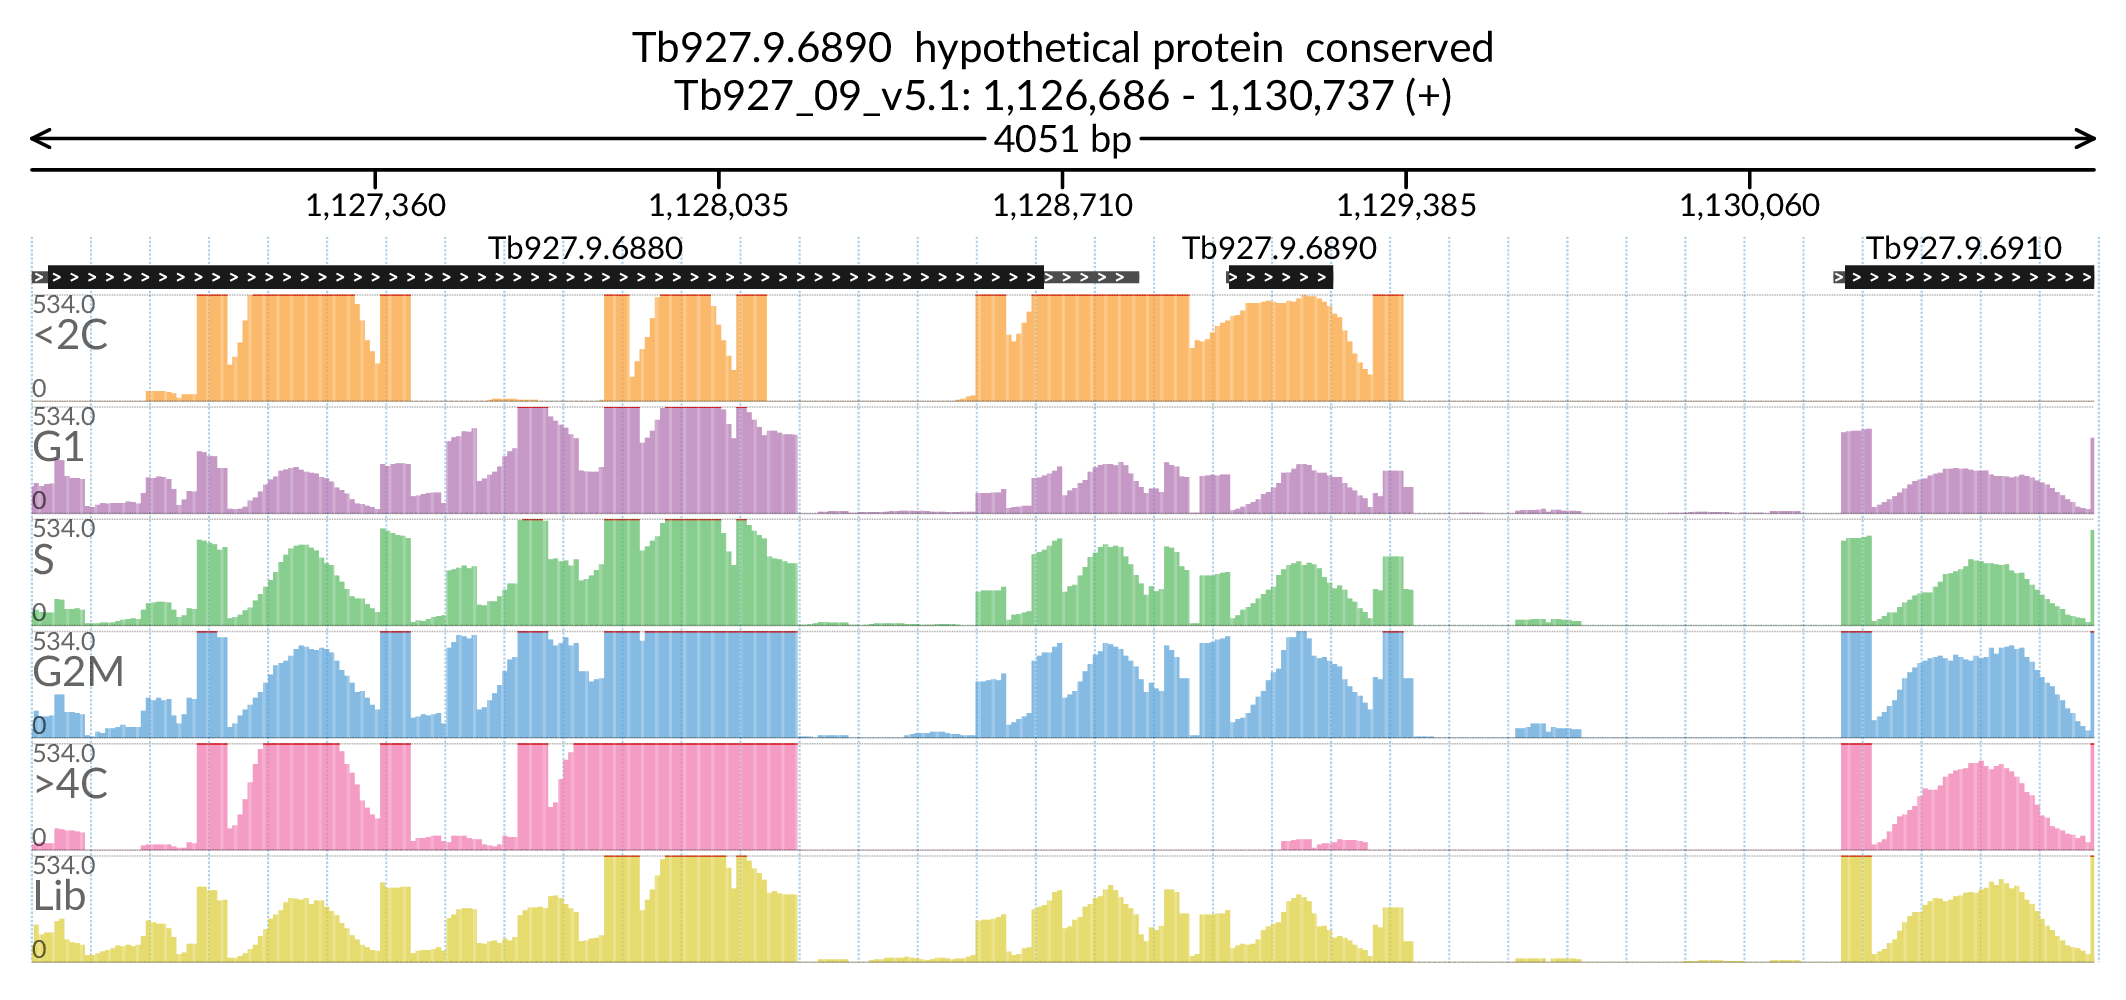 Tb927.9.6890 hypothetical protein conserved
Tb927_09_v5.1: 1,126,686 - 1,130,737 (+)
4051 bp
1,127,360 1,128,035 1,128,710 1,129,385 1,130,060
Tb927.9.6880 Tb927.9.6890 Tb927.9.6910
534.0
<2C
0
534.0
G1
0
534.0
S
0
534.0
G2M
0
534.0
>4C
0
534.0
Lib
0